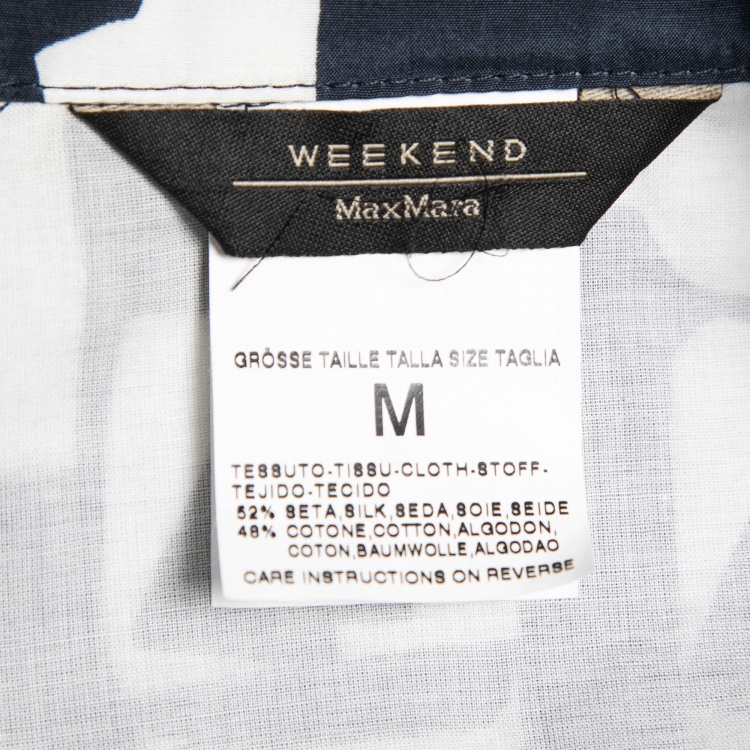 WEEKEND
MaxMara
GRÖSSE TAILLE TALLA SIZE TAGLIA
M
TESSUTO-TISSU-CLOTH-STOFF-
TEJIDO-TECIDO
52% SETA,SILK,SEDA,SOIE,SEIDE
48% COTONE,COTTON,ALGODON,
COTON,BAUMWOLLE,ALGODAO
CARE INSTRUCTIONS ON REVERSE